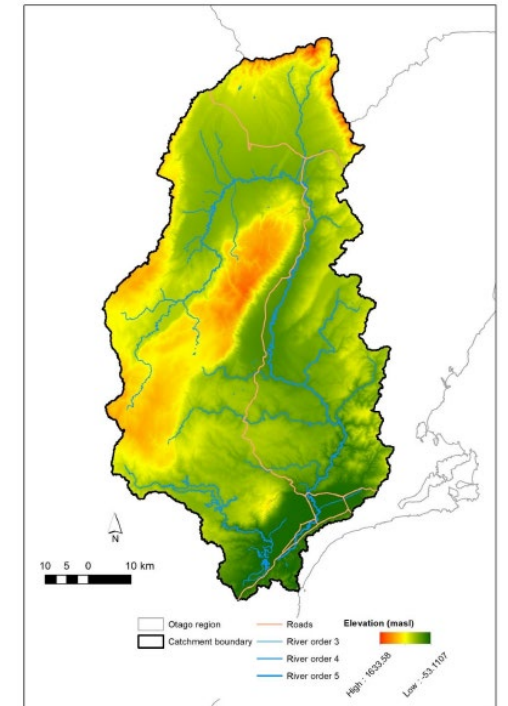 N
10 5 0 10 km
Otago region
Catchment boundary
Roads
River order 3
River order 4
River order 5
Elevation (masl)
High : 1633.58
Low : -53.1107